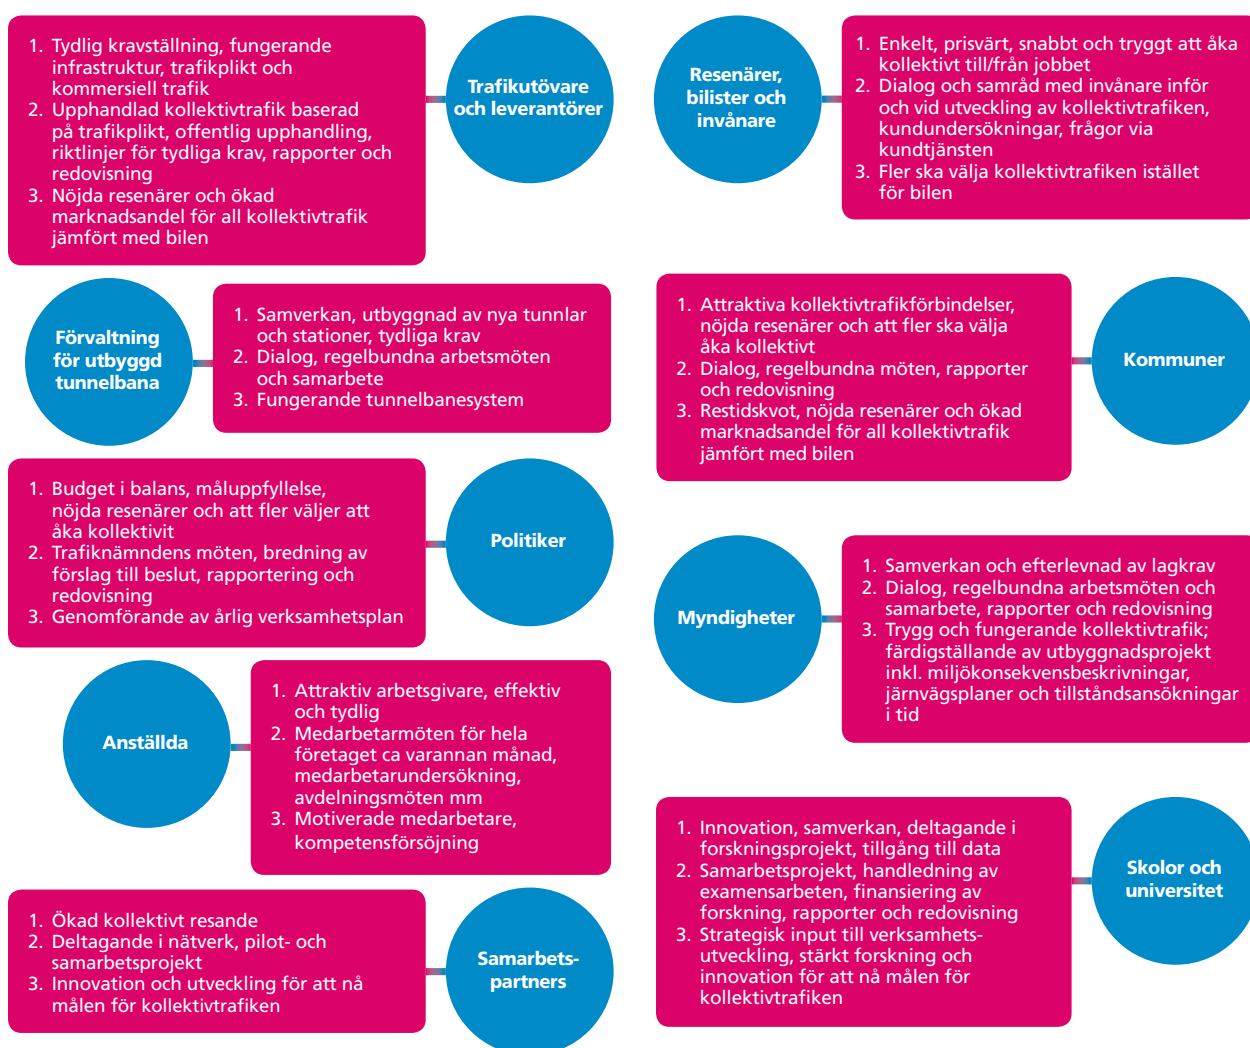 1. Tydlig kravställning, fungerande
infrastruktur, trafikplikt och
kommersiell trafik
2. Upphandlad kollektivtrafik baserad
på trafikplikt, offentlig upphandling,
riktlinjer för tydliga krav, rapporter och
redovisning
3. Nöjda resenärer och ökad
marknadsandel för all kollektivtrafik
jämfört med bilen
Trafikutövare
och leverantörer
Resenärer,
bilister och
invånare
1. Enkelt, prisvärt, snabbt och tryggt att åka
kollektivt till/från jobbet
2. Dialog och samråd med invånare inför
och vid utveckling av kollektivtrafiken,
kundundersökningar, frågor via
kundtjänsten
3. Fler ska välja kollektivtrafiken istället
för bilen
Förvaltning
för utbyggd
tunnelbana
1. Samverkan, utbyggnad av nya tunnlar
och stationer, tydliga krav
2. Dialog, regelbundna arbetsmöten
och samarbete
3. Fungerande tunnelbanesystem
1. Attraktiva kollektivtrafikförbindelser,
nöjda resenärer och att fler ska välja
åka kollektivt
2. Dialog, regelbundna möten, rapporter
och redovisning
3. Restidskvot, nöjda resenärer och ökad
marknadsandel för all kollektivtrafik
jämfört med bilen
Kommuner
1. Budget i balans, måluppfyllelse,
nöjda resenärer och att fler väljer att
åka kollektivit
2. Trafiknämndens möten, bredning av
förslag till beslut, rapportering och
redovisning
3. Genomförande av årlig verksamhetsplan
Politiker
Myndigheter
1. Samverkan och efterlevnad av lagkrav
2. Dialog, regelbundna arbetsmöten och
samarbete, rapporter och redovisning
3. Trygg och fungerande kollektivtrafik;
färdigställande av utbyggnadsprojekt
inkl. miljökonsekvensbeskrivningar,
järnvägsplaner och tillståndsansökningar
i tid
Anställda
1. Attraktiv arbetsgivare, effektiv
och tydlig
2. Medarbetarmöten för hela
företaget ca varannan månad,
medarbetarundersökning,
avdelningsmöten mm
3. Motiverade medarbetare,
kompetensförsöjning
1. Innovation, samverkan, deltagande i
forskningsprojekt, tillgång till data
2. Samarbetsprojekt, handledning av
examensarbeten, finansiering av
forskning, rapporter och redovisning
3. Strategisk input till verksamhets-
utveckling, stärkt forskning och
innovation för att nå målen för
kollektivtrafiken
Skolor och
universitet
1. Ökad kollektivt resande
2. Deltagande i nätverk, pilot- och
samarbetsprojekt
3. Innovation och utveckling för att nå
målen för kollektivtrafiken
Samarbets-
partners